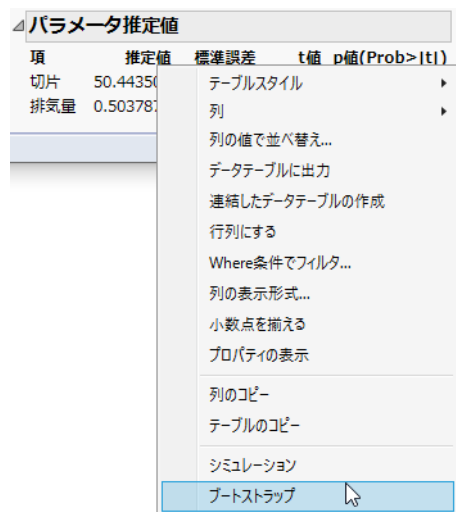 パラメータ推定値
項 推定値 標準誤差 t値 p値(Prob>|t|)
切片 50.44350
排気量 0.50378
テーブルスタイル
列
列の値で並べ替え...
データテーブルに出力
連結したデータテーブルの作成
行列にする
Where条件でフィルタ...
列の表示形式...
小数点を揃える
プロパティの表示
列のコピー
テーブルのコピー
シミュレーション
ブートストラップ